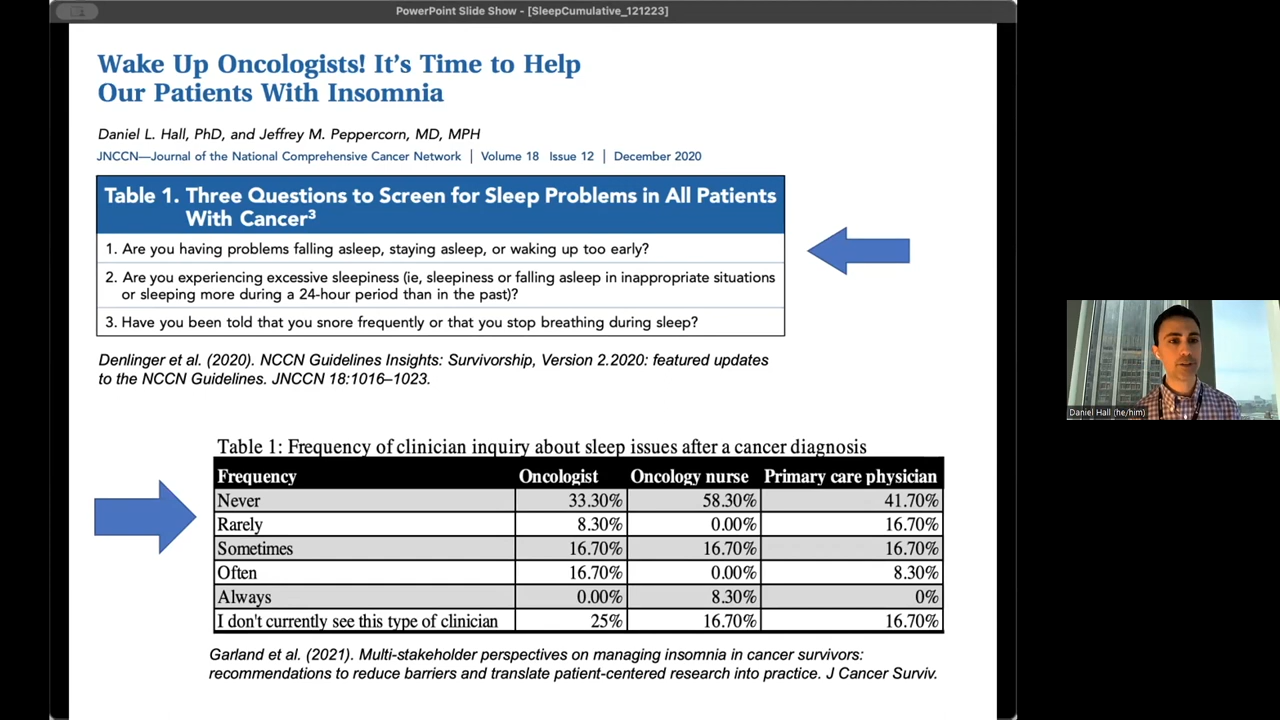 PowerPoint Slide Show - [SleepCumulative_121223]
Wake Up Oncologists! It's Time to Help
Our Patients With Insomnia
Daniel L. Hall, PhD, and Jeffrey M. Peppercorn, MD, MPH
JNCCN—Journal of the National Comprehensive Cancer Network | Volume 18 Issue 12 | December 2020
Table 1. Three Questions to Screen for Sleep Problems in All Patients
With Cancer³
1. Are you having problems falling asleep, staying asleep, or waking up too early?
2. Are you experiencing excessive sleepiness (ie, sleepiness or falling asleep in inappropriate situations
or sleeping more during a 24-hour period than in the past)?
3. Have you been told that you snore frequently or that you stop breathing during sleep?
Denlinger et al. (2020). NCCN Guidelines Insights: Survivorship, Version 2.2020: featured updates
to the NCCN Guidelines. JNCCN 18:1016–1023.
Table 1: Frequency of clinician inquiry about sleep issues after a cancer diagnosis
Frequency Oncologist Oncology nurse Primary care physician
Never 33.30% 58.30% 41.70%
Rarely 8.30% 0.00% 16.70%
Sometimes 16.70% 16.70% 16.70%
Often 16.70% 0.00% 8.30%
Always 0.00% 8.30% 0%
I don't currently see this type of clinician 25% 16.70% 16.70%
Garland et al. (2021). Multi-stakeholder perspectives on managing insomnia in cancer survivors:
recommendations to reduce barriers and translate patient-centered research into practice. J Cancer Surviv.
Daniel Hall (he/him)